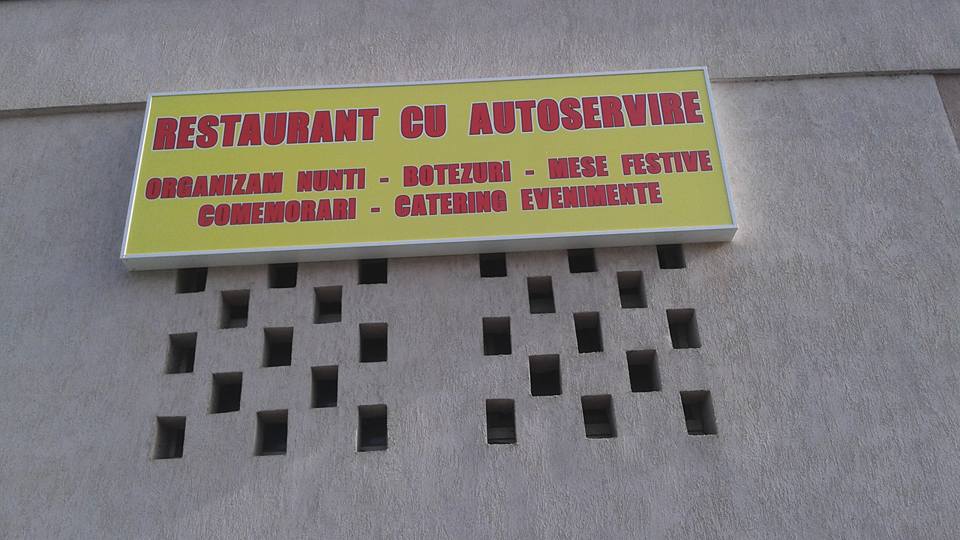 RESTAURANT CU AUTOSERVIRE
ORGANIZAM NUNTI - BOTEZURI - MESE FESTIVE
COMEMORARI - CATERING EVENIMENTE